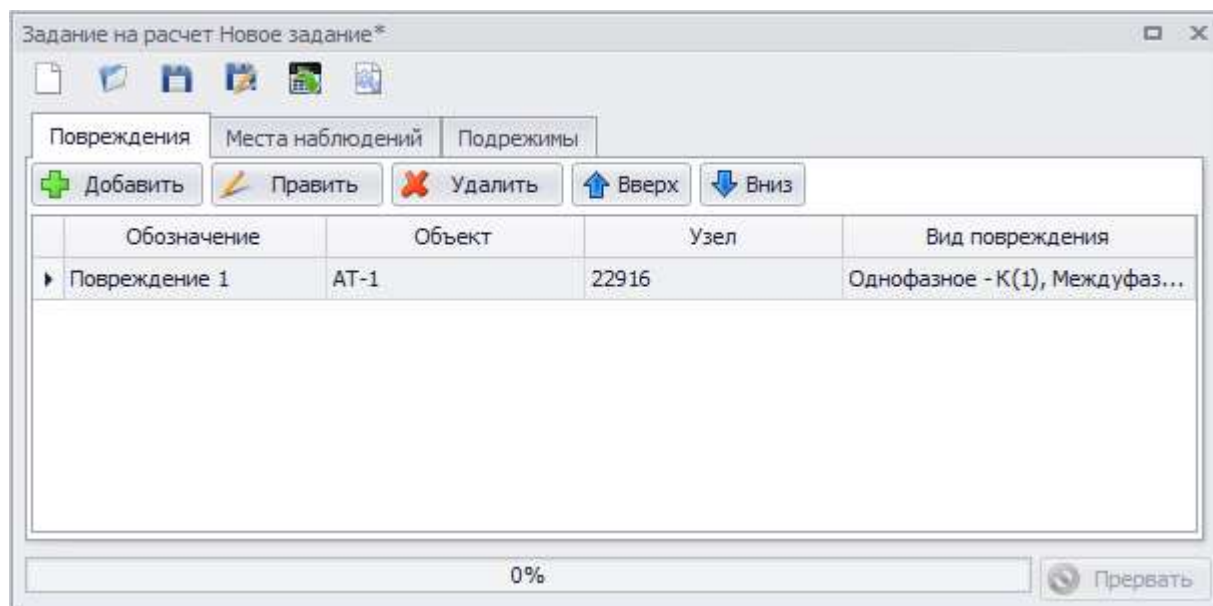 Задание на расчет Новое задание*
Повреждения Места наблюдений Подрежимы
Добавить Править Удалить Вверх Вниз
Обозначение Объект Узел Вид повреждения
Повреждение 1 АТ-1 22916 Однофазное - К(1), Междуфаз...
0% Прервать